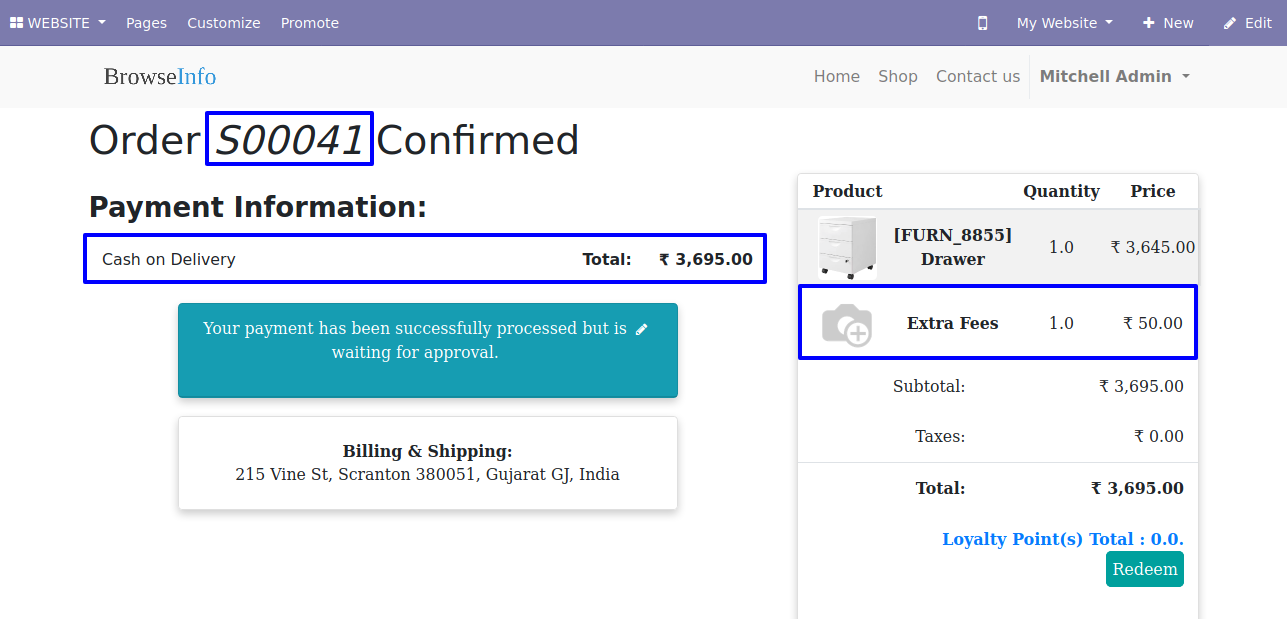 WEBSITE Pages Customize Promote My Website New Edit
BrowseInfo Home Shop Contact us Mitchell Admin
Order S00041 Confirmed
Payment Information:
Cash on Delivery Total: ₹ 3,695.00
Your payment has been successfully processed but is
waiting for approval.
Billing & Shipping:
215 Vine St, Scranton 380051, Gujarat GJ, India
Product Quantity Price
[FURN_8855]
Drawer 1.0 ₹ 3,645.00
Extra Fees 1.0 ₹ 50.00
Subtotal: ₹ 3,695.00
Taxes: ₹ 0.00
Total: ₹ 3,695.00
Loyalty Point(s) Total : 0.0.
Redeem